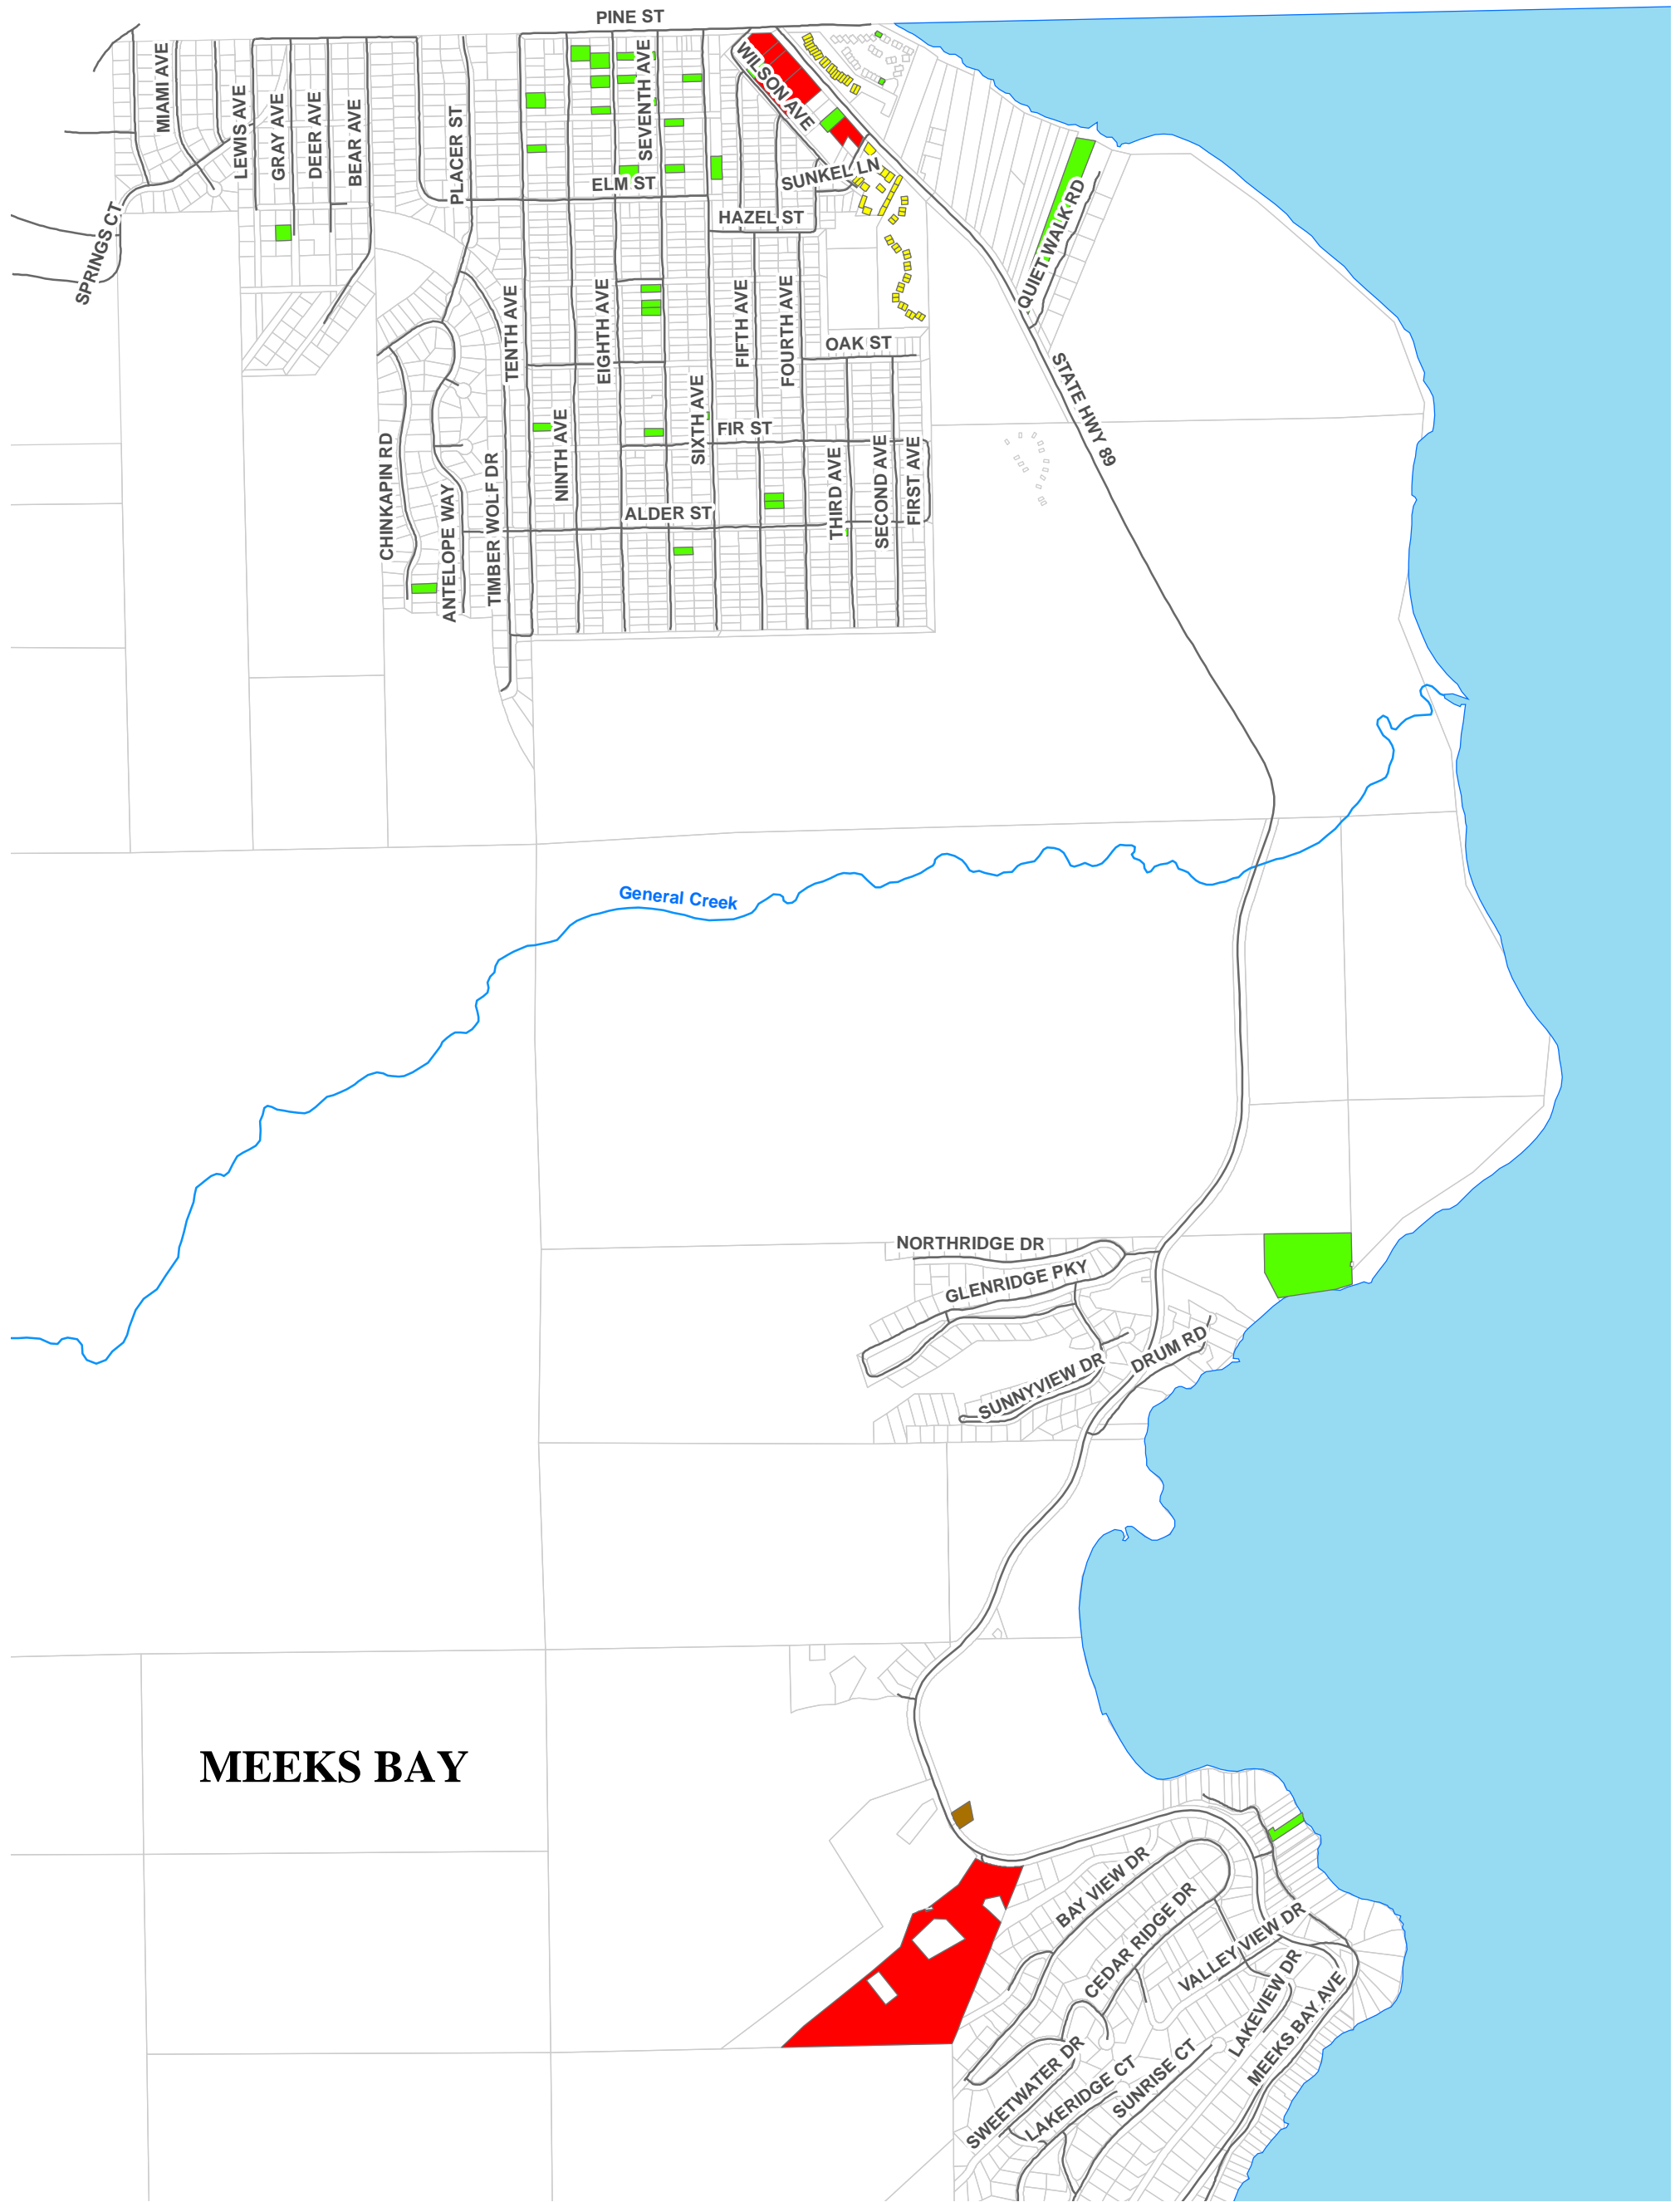 PINE ST
MIAMI AVE
LEWIS AVE
GRAY AVE
DEER AVE
BEAR AVE
PLACER ST
SEVENTH AVE
WILSON AVE
ELM ST
SUNKEL LN
HAZEL ST
SPRINGS CT
QUIET WALK RD
TENTH AVE
EIGHTH AVE
FIFTH AVE
FOURTH AVE
OAK ST
STATE HWY 89
NINTH AVE
SIXTH AVE
FIR ST
CHINKAPIN RD
ANTELOPE WAY
TIMBER WOLF DR
THIRD AVE
SECOND AVE
FIRST AVE
ALDER ST
General Creek
NORTHRIDGE DR
GLENRIDGE PKY
SUNNYVIEW DR
DRUM RD
MEEKS BAY
BAY VIEW DR
CEDAR RIDGE DR
VALLEY VIEW DR
LAKEVIEW DR
MEEKS BAY AVE
SWEETWATER DR
LAKERIDGE CT
SUNRISE CT